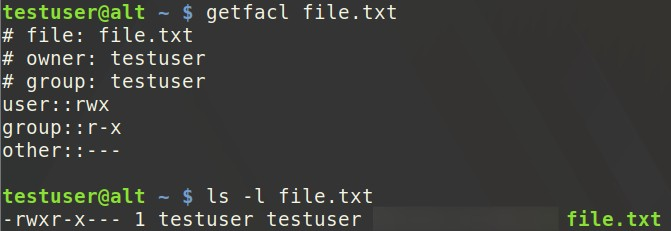 testuser@alt ~ $ getfacl file.txt
# file: file.txt
# owner: testuser
# group: testuser
user::rwx
group::r-x
other::---
testuser@alt ~ $ ls -l file.txt
-rwxr-x--- 1 testuser testuser file.txt